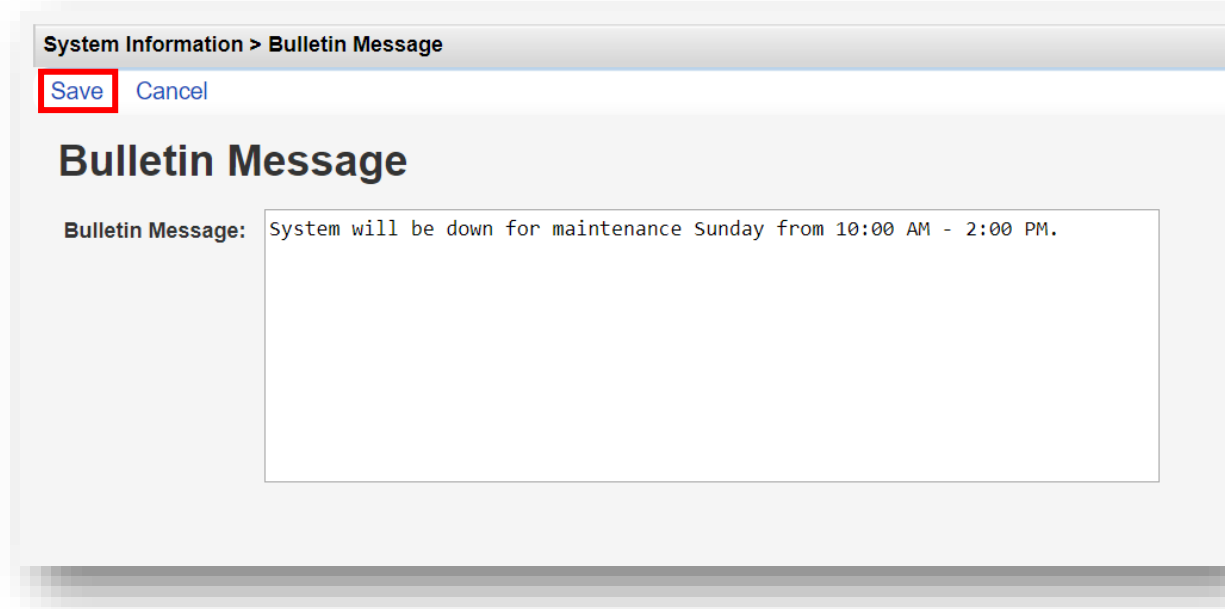 System Information > Bulletin Message
Save Cancel
Bulletin Message
Bulletin Message: System will be down for maintenance Sunday from 10:00 AM - 2:00 PM.